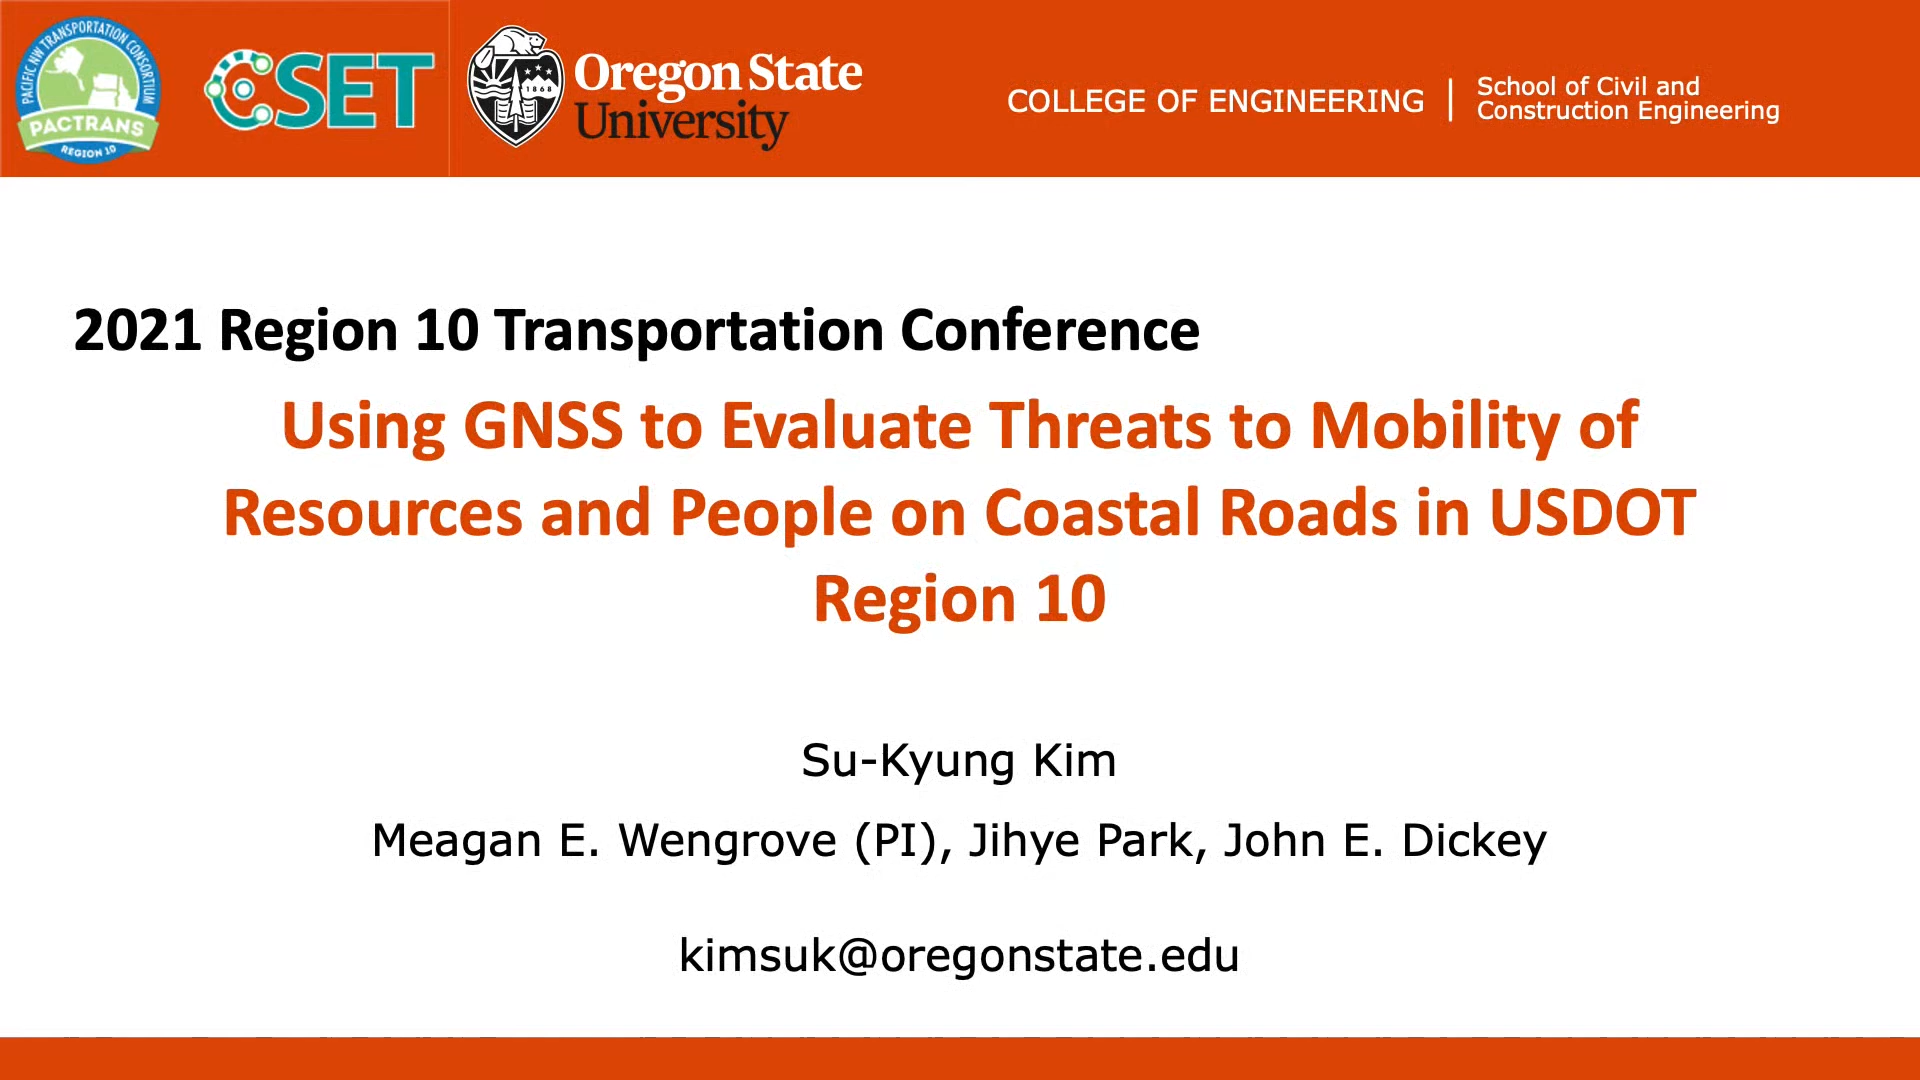 PACIFIC NW TRANSPORTATION CONSORTIUM
PACTRANS
REGION 10
CSET
1868
Oregon State
University
COLLEGE OF ENGINEERING
School of Civil and
Construction Engineering
2021 Region 10 Transportation Conference
Using GNSS to Evaluate Threats to Mobility of
Resources and People on Coastal Roads in USDOT
Region 10
Su-Kyung Kim
Meagan E. Wengrove (PI), Jihye Park, John E. Dickey
kimsuk@oregonstate.edu